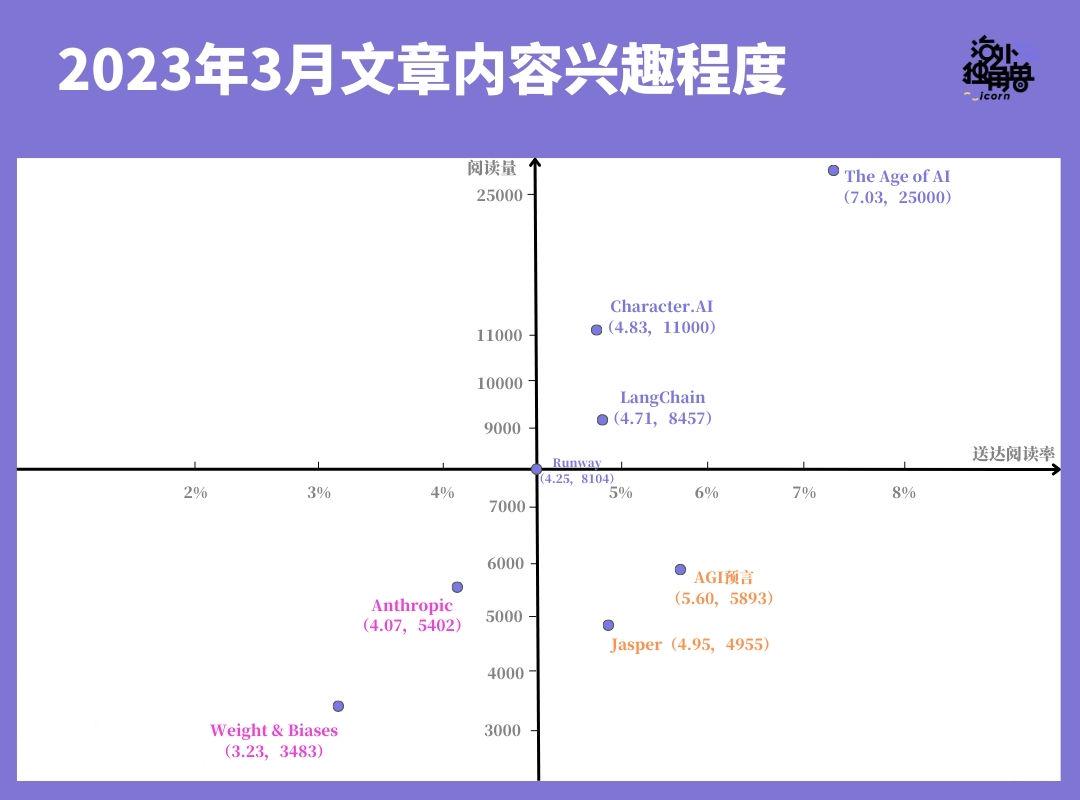 2023年3月文章内容兴趣程度
海外
独角兽
icorn
阅读量
25000
The Age of AI
（7.03, 25000）
Character.AI
11000
（4.83, 11000）
10000
LangChain
9000
（4.71, 8457）
送达阅读率
Runway
（4.25, 8104）
2%
3%
4%
5%
6%
7%
8%
7000
6000
AGI预言
（5.60, 5893）
Anthropic
（4.07, 5402）
5000
Jasper（4.95, 4955）
4000
Weight & Biases
（3.23, 3483）
3000